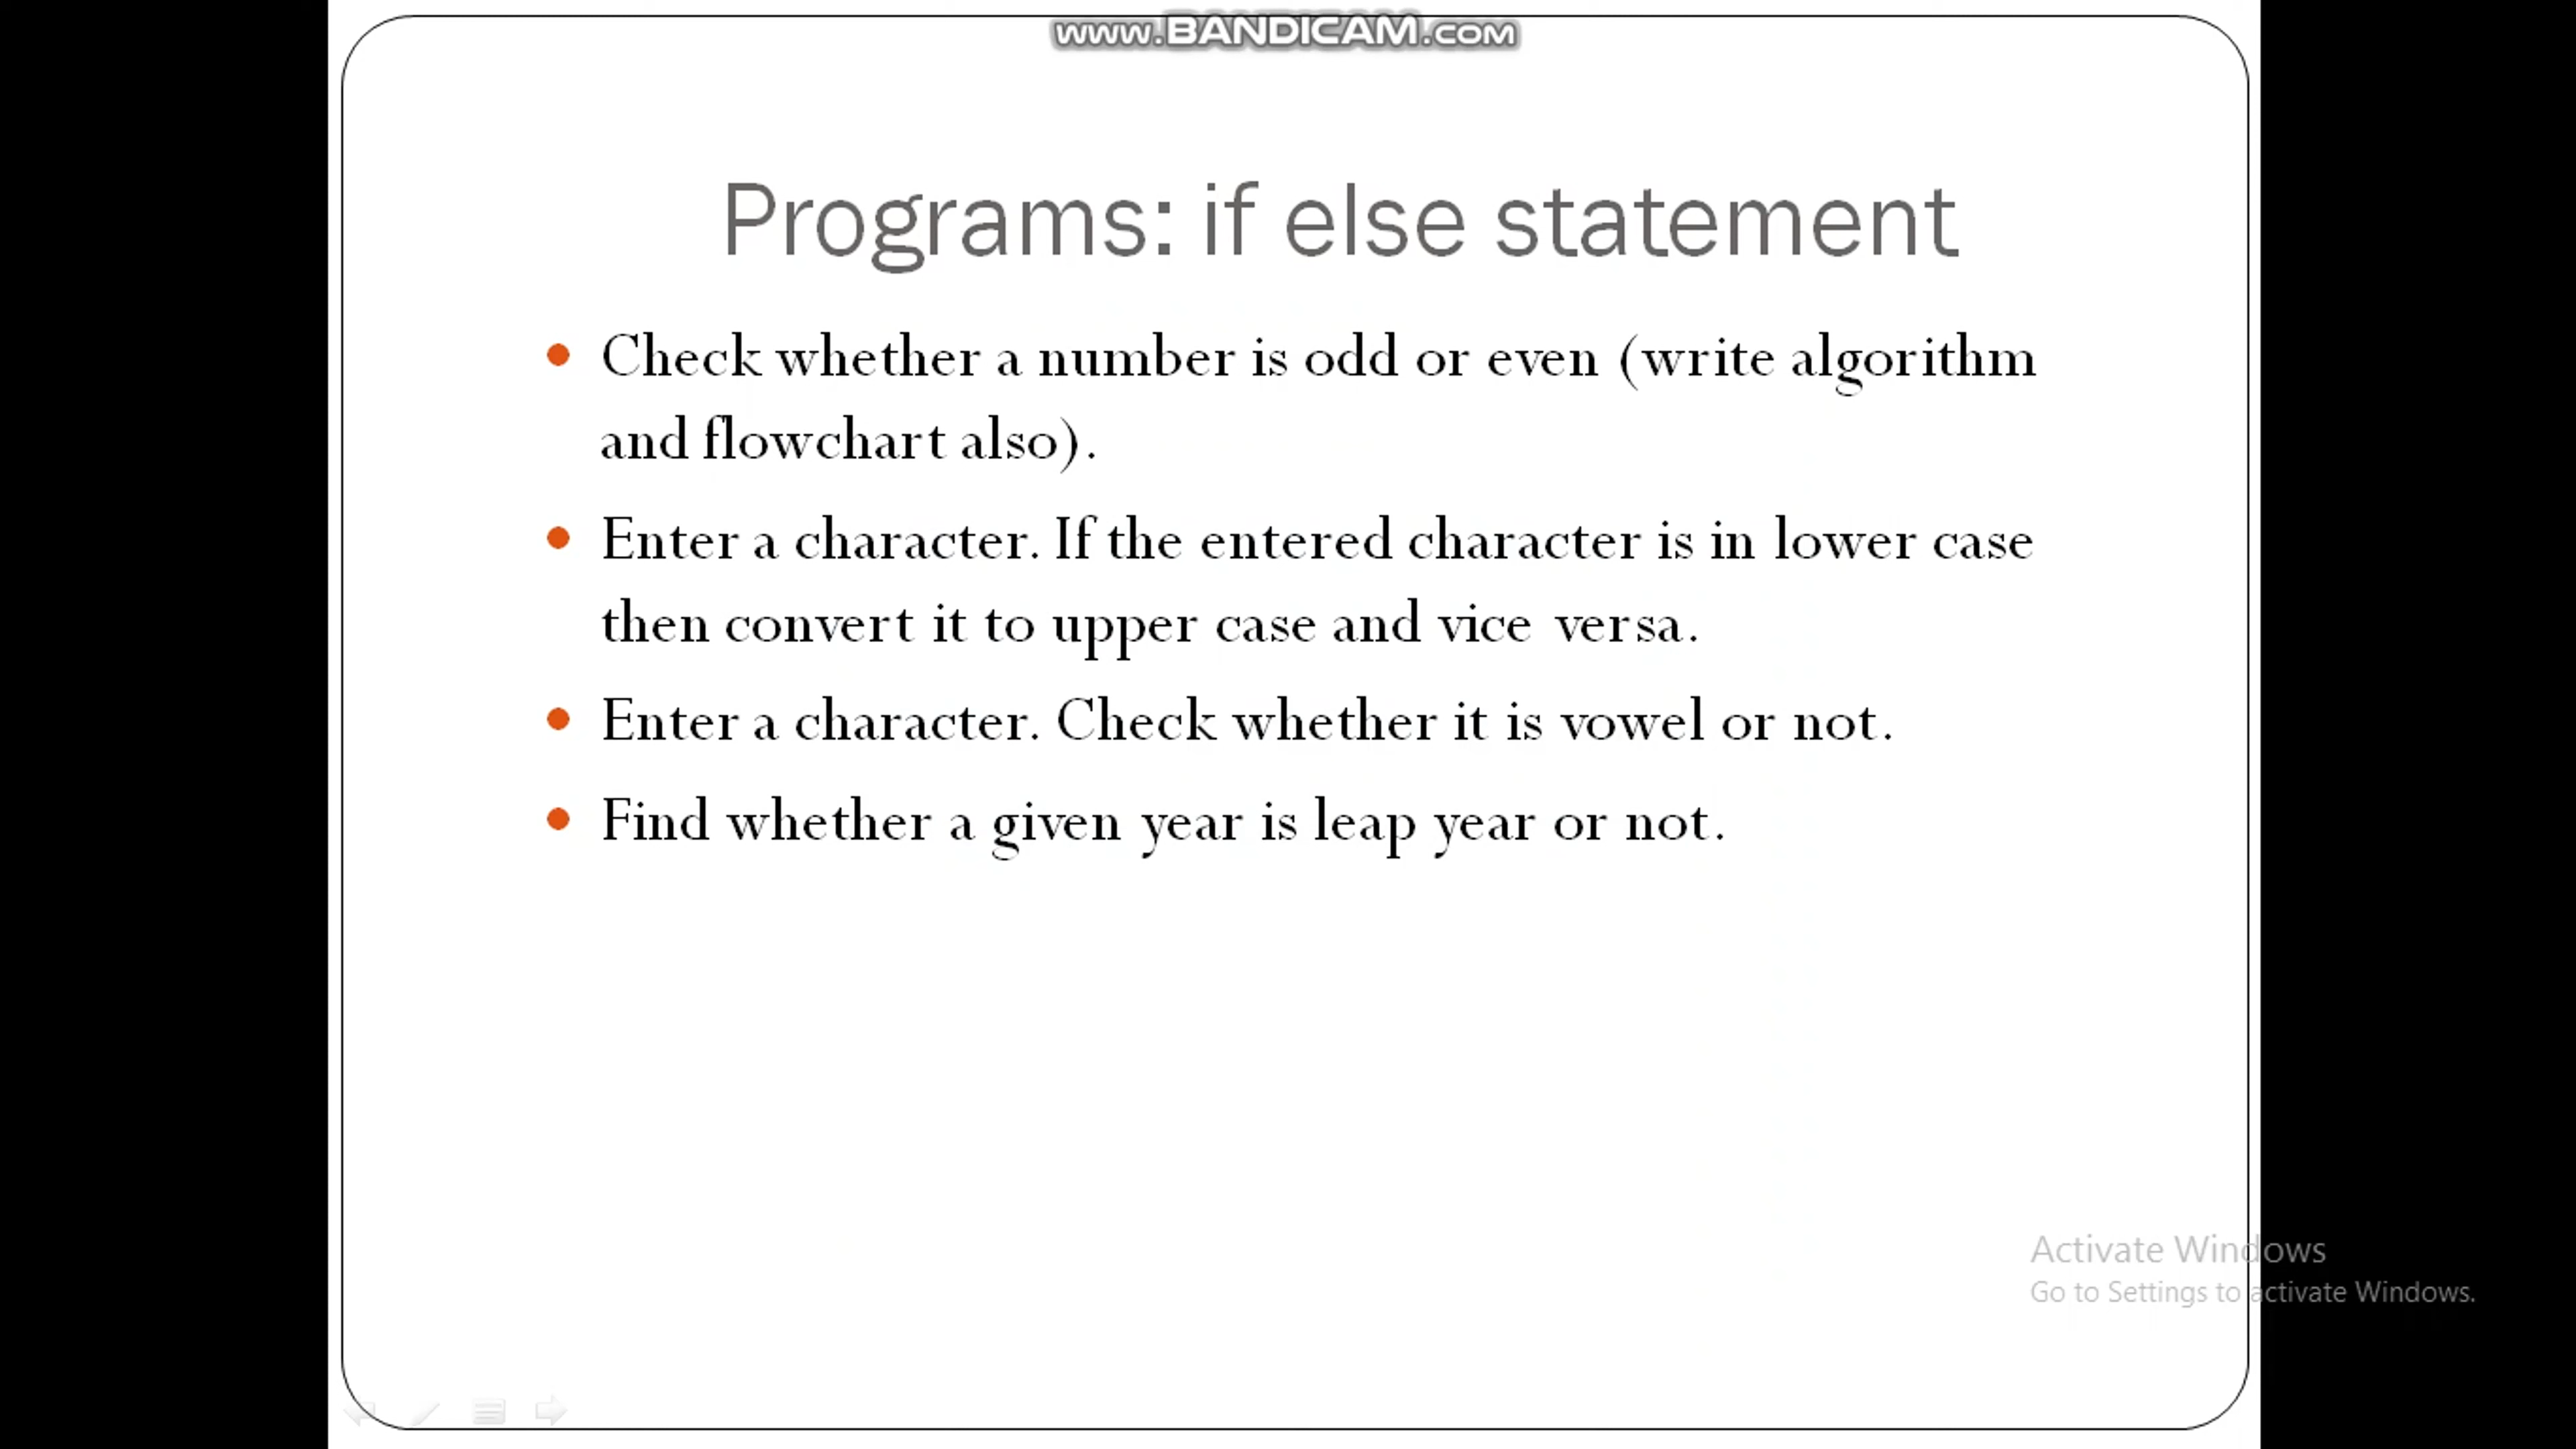 www.BANDICAM.com
Programs: if else statement
• Check whether a number is odd or even (write algorithm
and flowchart also).
• Enter a character. If the entered character is in lower case
then convert it to upper case and vice versa.
• Enter a character. Check whether it is vowel or not.
• Find whether a given year is leap year or not.
Activate Windows
Go to Settings to activate Windows.